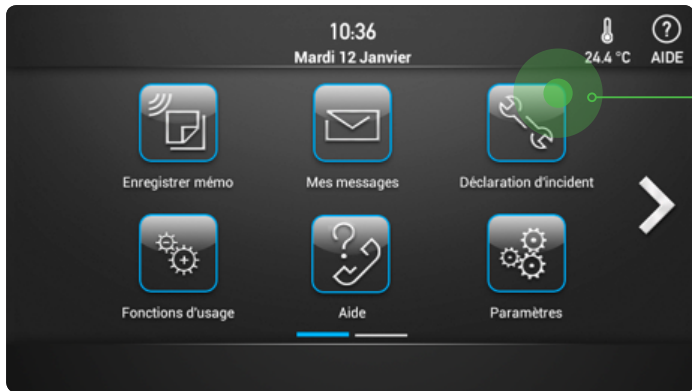 10:36
Mardi 12 Janvier
24.4 °C
? AIDE
Enregistrer mémo
Mes messages
Déclaration d'incident
Fonctions d'usage
Aide
Paramètres